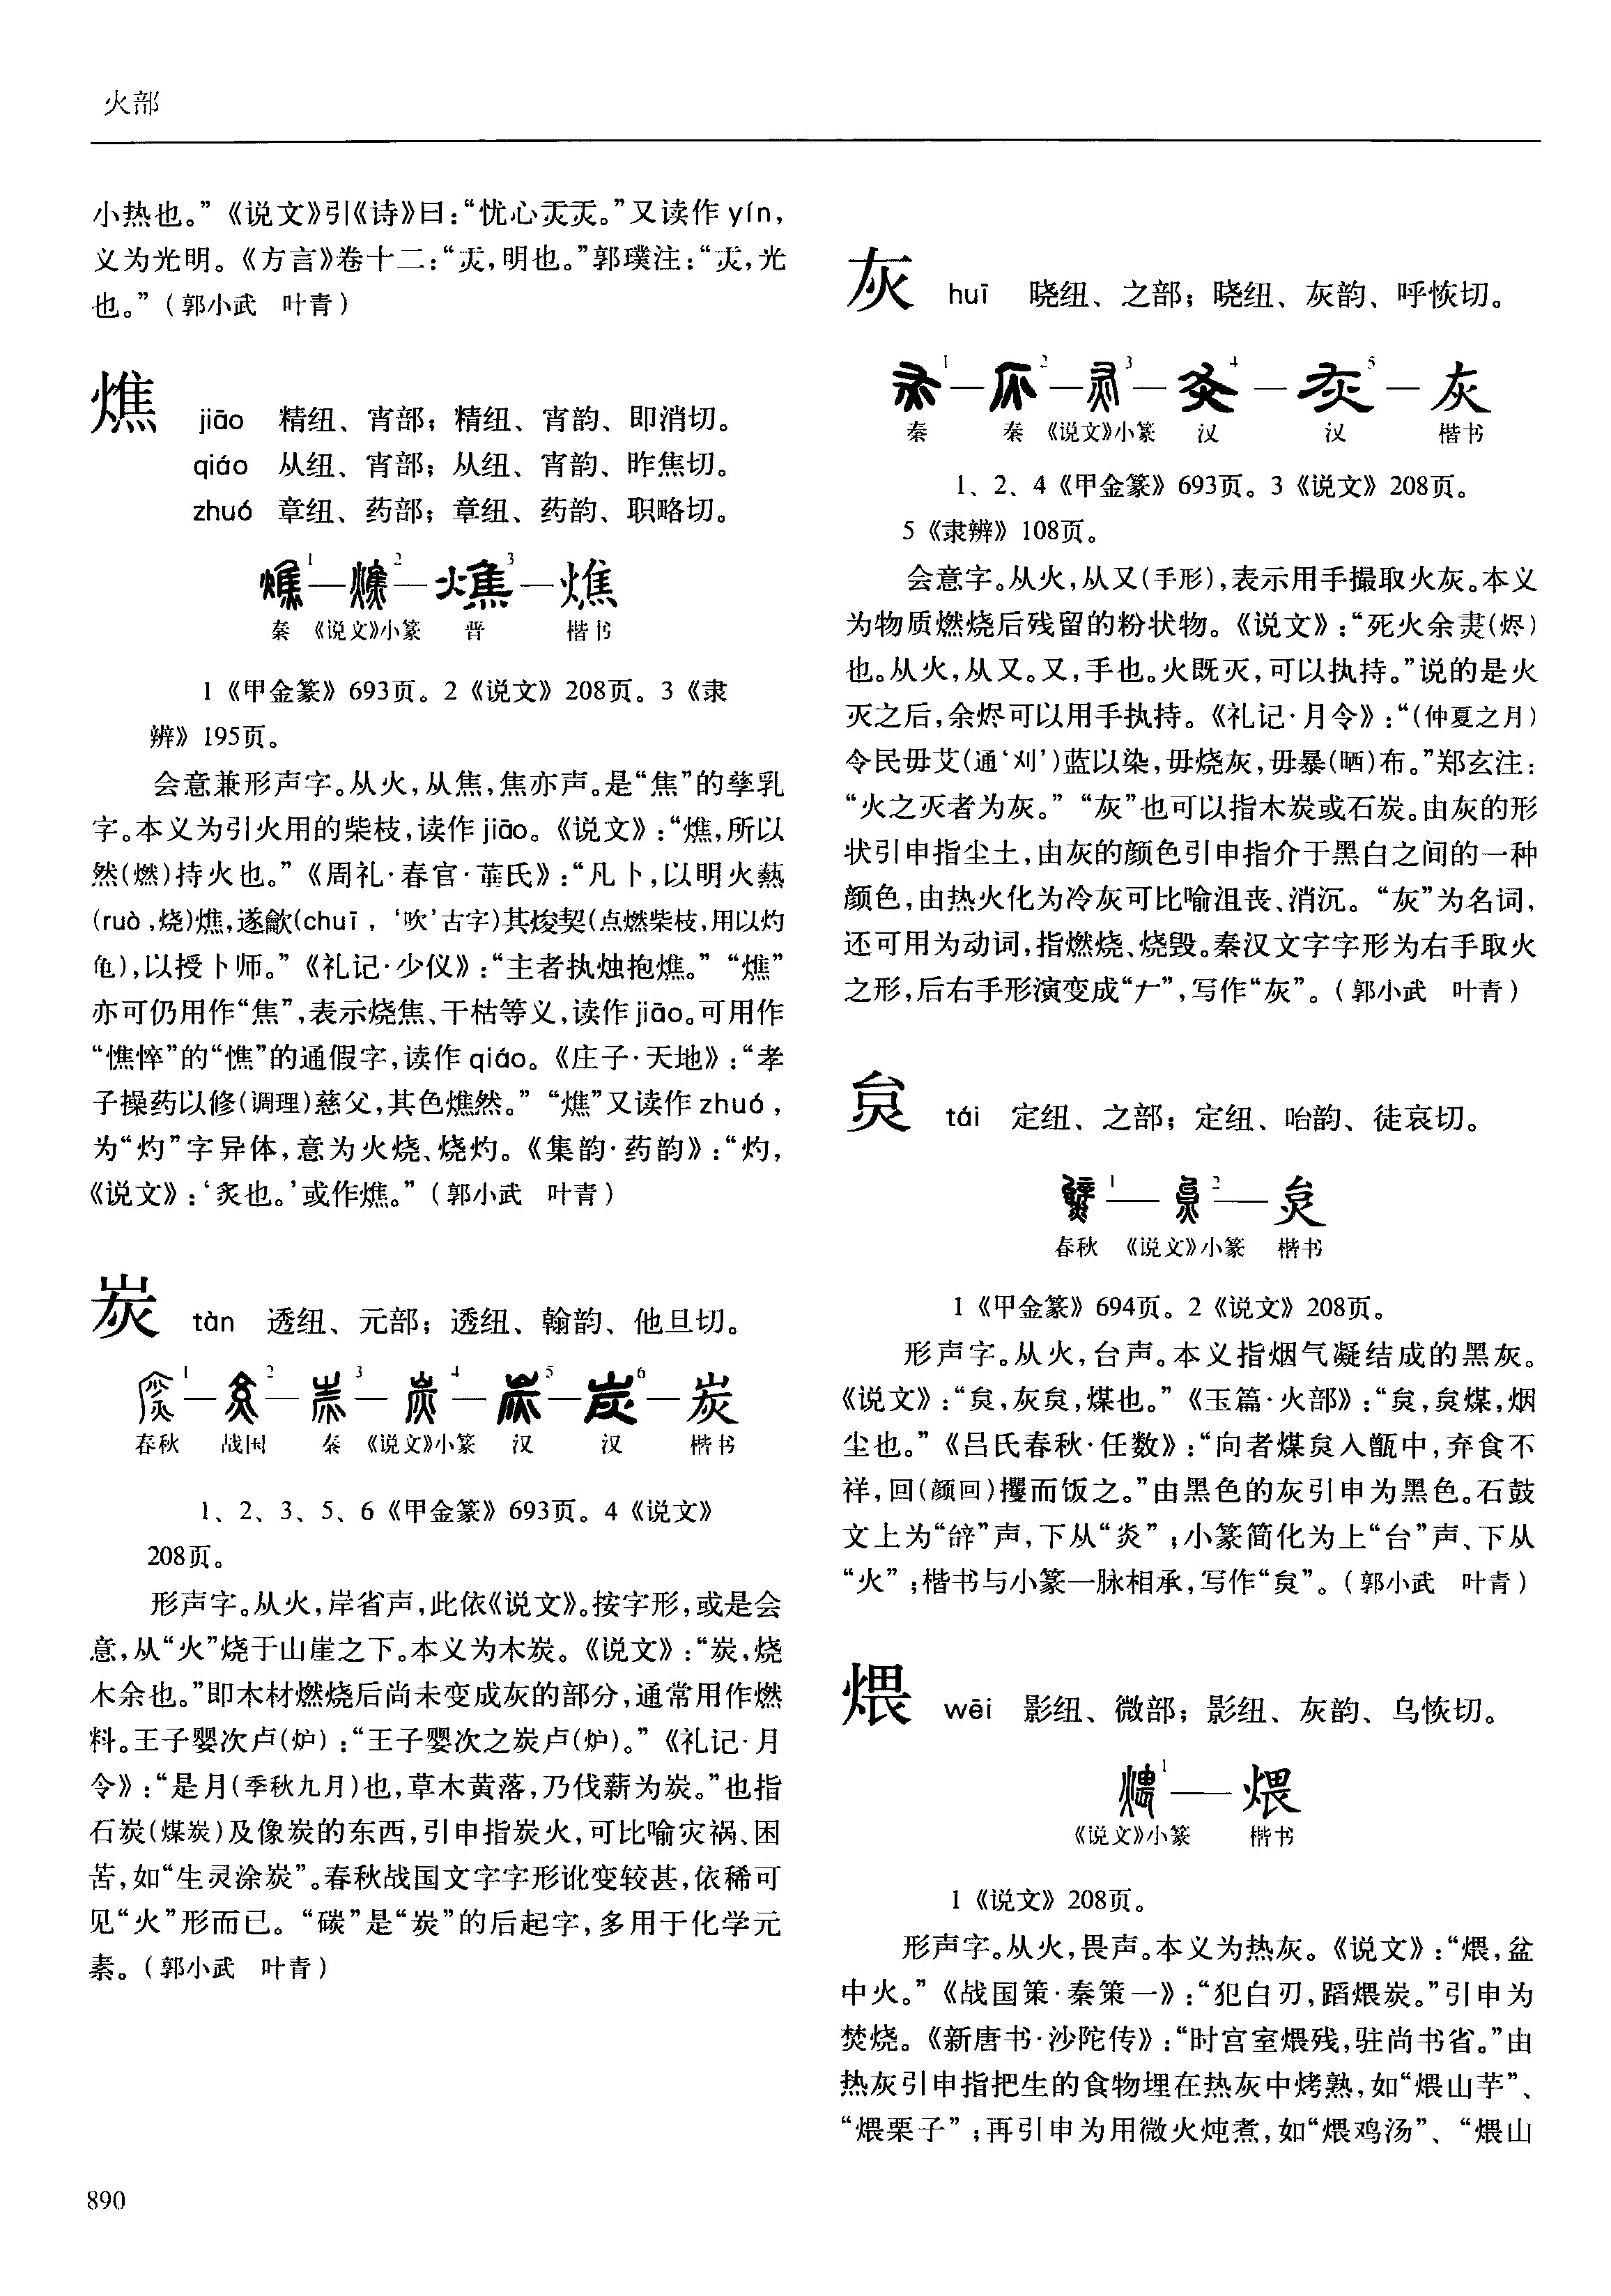 火部
小热也。”《说文》引《诗》曰：“忧心炗炗。”又读作 yín，
义为光明。《方言》卷十二：“炗，明也。”郭璞注：“炗，光
也。”（郭小武　叶青）
燋 jiāo 精纽、宵部；精纽、宵韵、即消切。
qiáo 从纽、宵部；从纽、宵韵、昨焦切。
zhuó 章纽、药部；章纽、药韵、职略切。
1—2—3—燋
秦 《说文》小篆 晋 楷书
1《甲金篆》693页。2《说文》208页。3《隶
辨》195页。
会意兼形声字。从火，从焦，焦亦声。是“焦”的孳乳
字。本义为引火用的柴枝，读作jiāo。《说文》：“燋，所以
然(燃)持火也。”《周礼·春官·菙氏》：“凡卜，以明火爇
(ruò，烧)燋，遂龡(chuī，‘吹’古字)其焌契(点燃柴枝，用以灼
龟)，以授卜师。”《礼记·少仪》：“主者执烛抱燋。”“燋”
亦可仍用作“焦”，表示烧焦、干枯等义，读作jiāo。可用作
“憔悴”的“憔”的通假字，读作 qiáo。《庄子·天地》：“孝
子操药以修(调理)慈父，其色燋然。”“燋”又读作 zhuó，
为“灼”字异体，意为火烧、烧灼。《集韵·药韵》：“灼，
《说文》：‘炙也。’或作燋。”（郭小武　叶青）
炭 tàn 透纽、元部；透纽、翰韵、他旦切。
1—2—3—4—5—6—炭
春秋 战国 秦 《说文》小篆 汉 汉 楷书
1、2、3、5、6《甲金篆》693页。4《说文》
208页。
形声字。从火，岸省声，此依《说文》。按字形，或是会
意，从“火”烧于山崖之下。本义为木炭。《说文》：“炭，烧
木余也。”即木材燃烧后尚未变成灰的部分，通常用作燃
料。王子婴次卢(炉)：“王子婴次之炭卢(炉)。”《礼记·月
令》：“是月(季秋九月)也，草木黄落，乃伐薪为炭。”也指
石炭(煤炭)及像炭的东西，引申指炭火，可比喻灾祸、困
苦，如“生灵涂炭”。春秋战国文字字形讹变较甚，依稀可
见“火”形而已。“碳”是“炭”的后起字，多用于化学元
素。（郭小武　叶青）
890
灰 huī 晓纽、之部；晓纽、灰韵、呼恢切。
1—2—3—4—5—灰
秦 秦 《说文》小篆 汉 汉 楷书
1、2、4《甲金篆》693页。3《说文》208页。
5《隶辨》108页。
会意字。从火，从又(手形)，表示用手撮取火灰。本义
为物质燃烧后残留的粉状物。《说文》：“死火余㶳(烬)
也。从火，从又。又，手也。火既灭，可以执持。”说的是火
灭之后，余烬可以用手执持。《礼记·月令》：“(仲夏之月)
令民毋艾(通‘刈’)蓝以染，毋烧灰，毋暴(晒)布。”郑玄注：
“火之灭者为灰。”“灰”也可以指木炭或石炭。由灰的形
状引申指尘土，由灰的颜色引申指介于黑白之间的一种
颜色，由热火化为冷灰可比喻沮丧、消沉。“灰”为名词，
还可用为动词，指燃烧、烧毁。秦汉文字字形为右手取火
之形，后右手形演变成“𠂇”，写作“灰”。（郭小武　叶青）
炱 tái 定纽、之部；定纽、咍韵、徒哀切。
1—2—炱
春秋 《说文》小篆 楷书
1《甲金篆》694页。2《说文》208页。
形声字。从火，台声。本义指烟气凝结成的黑灰。
《说文》：“炱，灰炱，煤也。”《玉篇·火部》：“炱，炱煤，烟
尘也。”《吕氏春秋·任数》：“向者煤炱入甑中，弃食不
祥，回(颜回)攫而饭之。”由黑色的灰引申为黑色。石鼓
文上为“辝”声，下从“炎”；小篆简化为上“台”声、下从
“火”；楷书与小篆一脉相承，写作“炱”。（郭小武　叶青）
煨 wēi 影纽、微部；影纽、灰韵、乌恢切。
1—煨
《说文》小篆 楷书
1《说文》208页。
形声字。从火，畏声。本义为热灰。《说文》：“煨，盆
中火。”《战国策·秦策一》：“犯白刃，蹈煨炭。”引申为
焚烧。《新唐书·沙陀传》：“时宫室煨残，驻尚书省。”由
热灰引申指把生的食物埋在热灰中烤熟，如“煨山芋”、
“煨栗子”；再引申为用微火炖煮，如“煨鸡汤”、“煨山